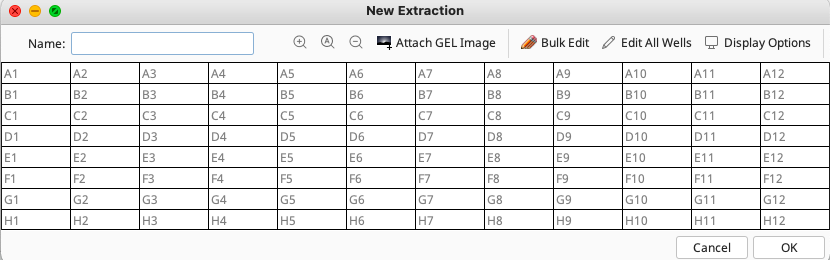 New Extraction
Name: A Attach GEL Image Bulk Edit Edit All Wells Display Options
A1 A2 A3 A4 A5 A6 A7 A8 A9 A10 A11 A12
B1 B2 B3 B4 B5 B6 B7 B8 B9 B10 B11 B12
C1 C2 C3 C4 C5 C6 C7 C8 C9 C10 C11 C12
D1 D2 D3 D4 D5 D6 D7 D8 D9 D10 D11 D12
E1 E2 E3 E4 E5 E6 E7 E8 E9 E10 E11 E12
F1 F2 F3 F4 F5 F6 F7 F8 F9 F10 F11 F12
G1 G2 G3 G4 G5 G6 G7 G8 G9 G10 G11 G12
H1 H2 H3 H4 H5 H6 H7 H8 H9 H10 H11 H12
Cancel OK